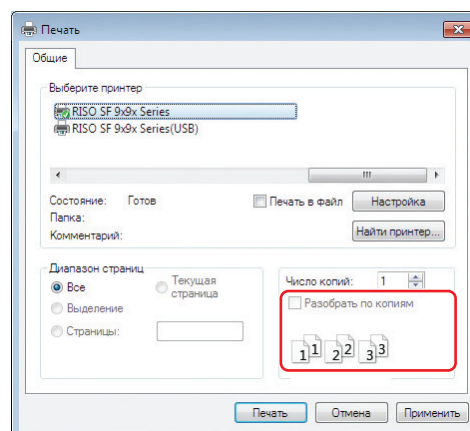 Печать
Общие
Выберите принтер
RISO SF 9x9x Series
RISO SF 9x9x Series(USB)
Состояние: Готов
Печать в файл
Настройка
Папка:
Комментарий:
Найти принтер...
Диапазон страниц
Все
Текущая
страница
Выделение
Страницы:
Число копий: 1
Разобрать по копиям
1 1 2 2 3 3
Печать Отмена Применить